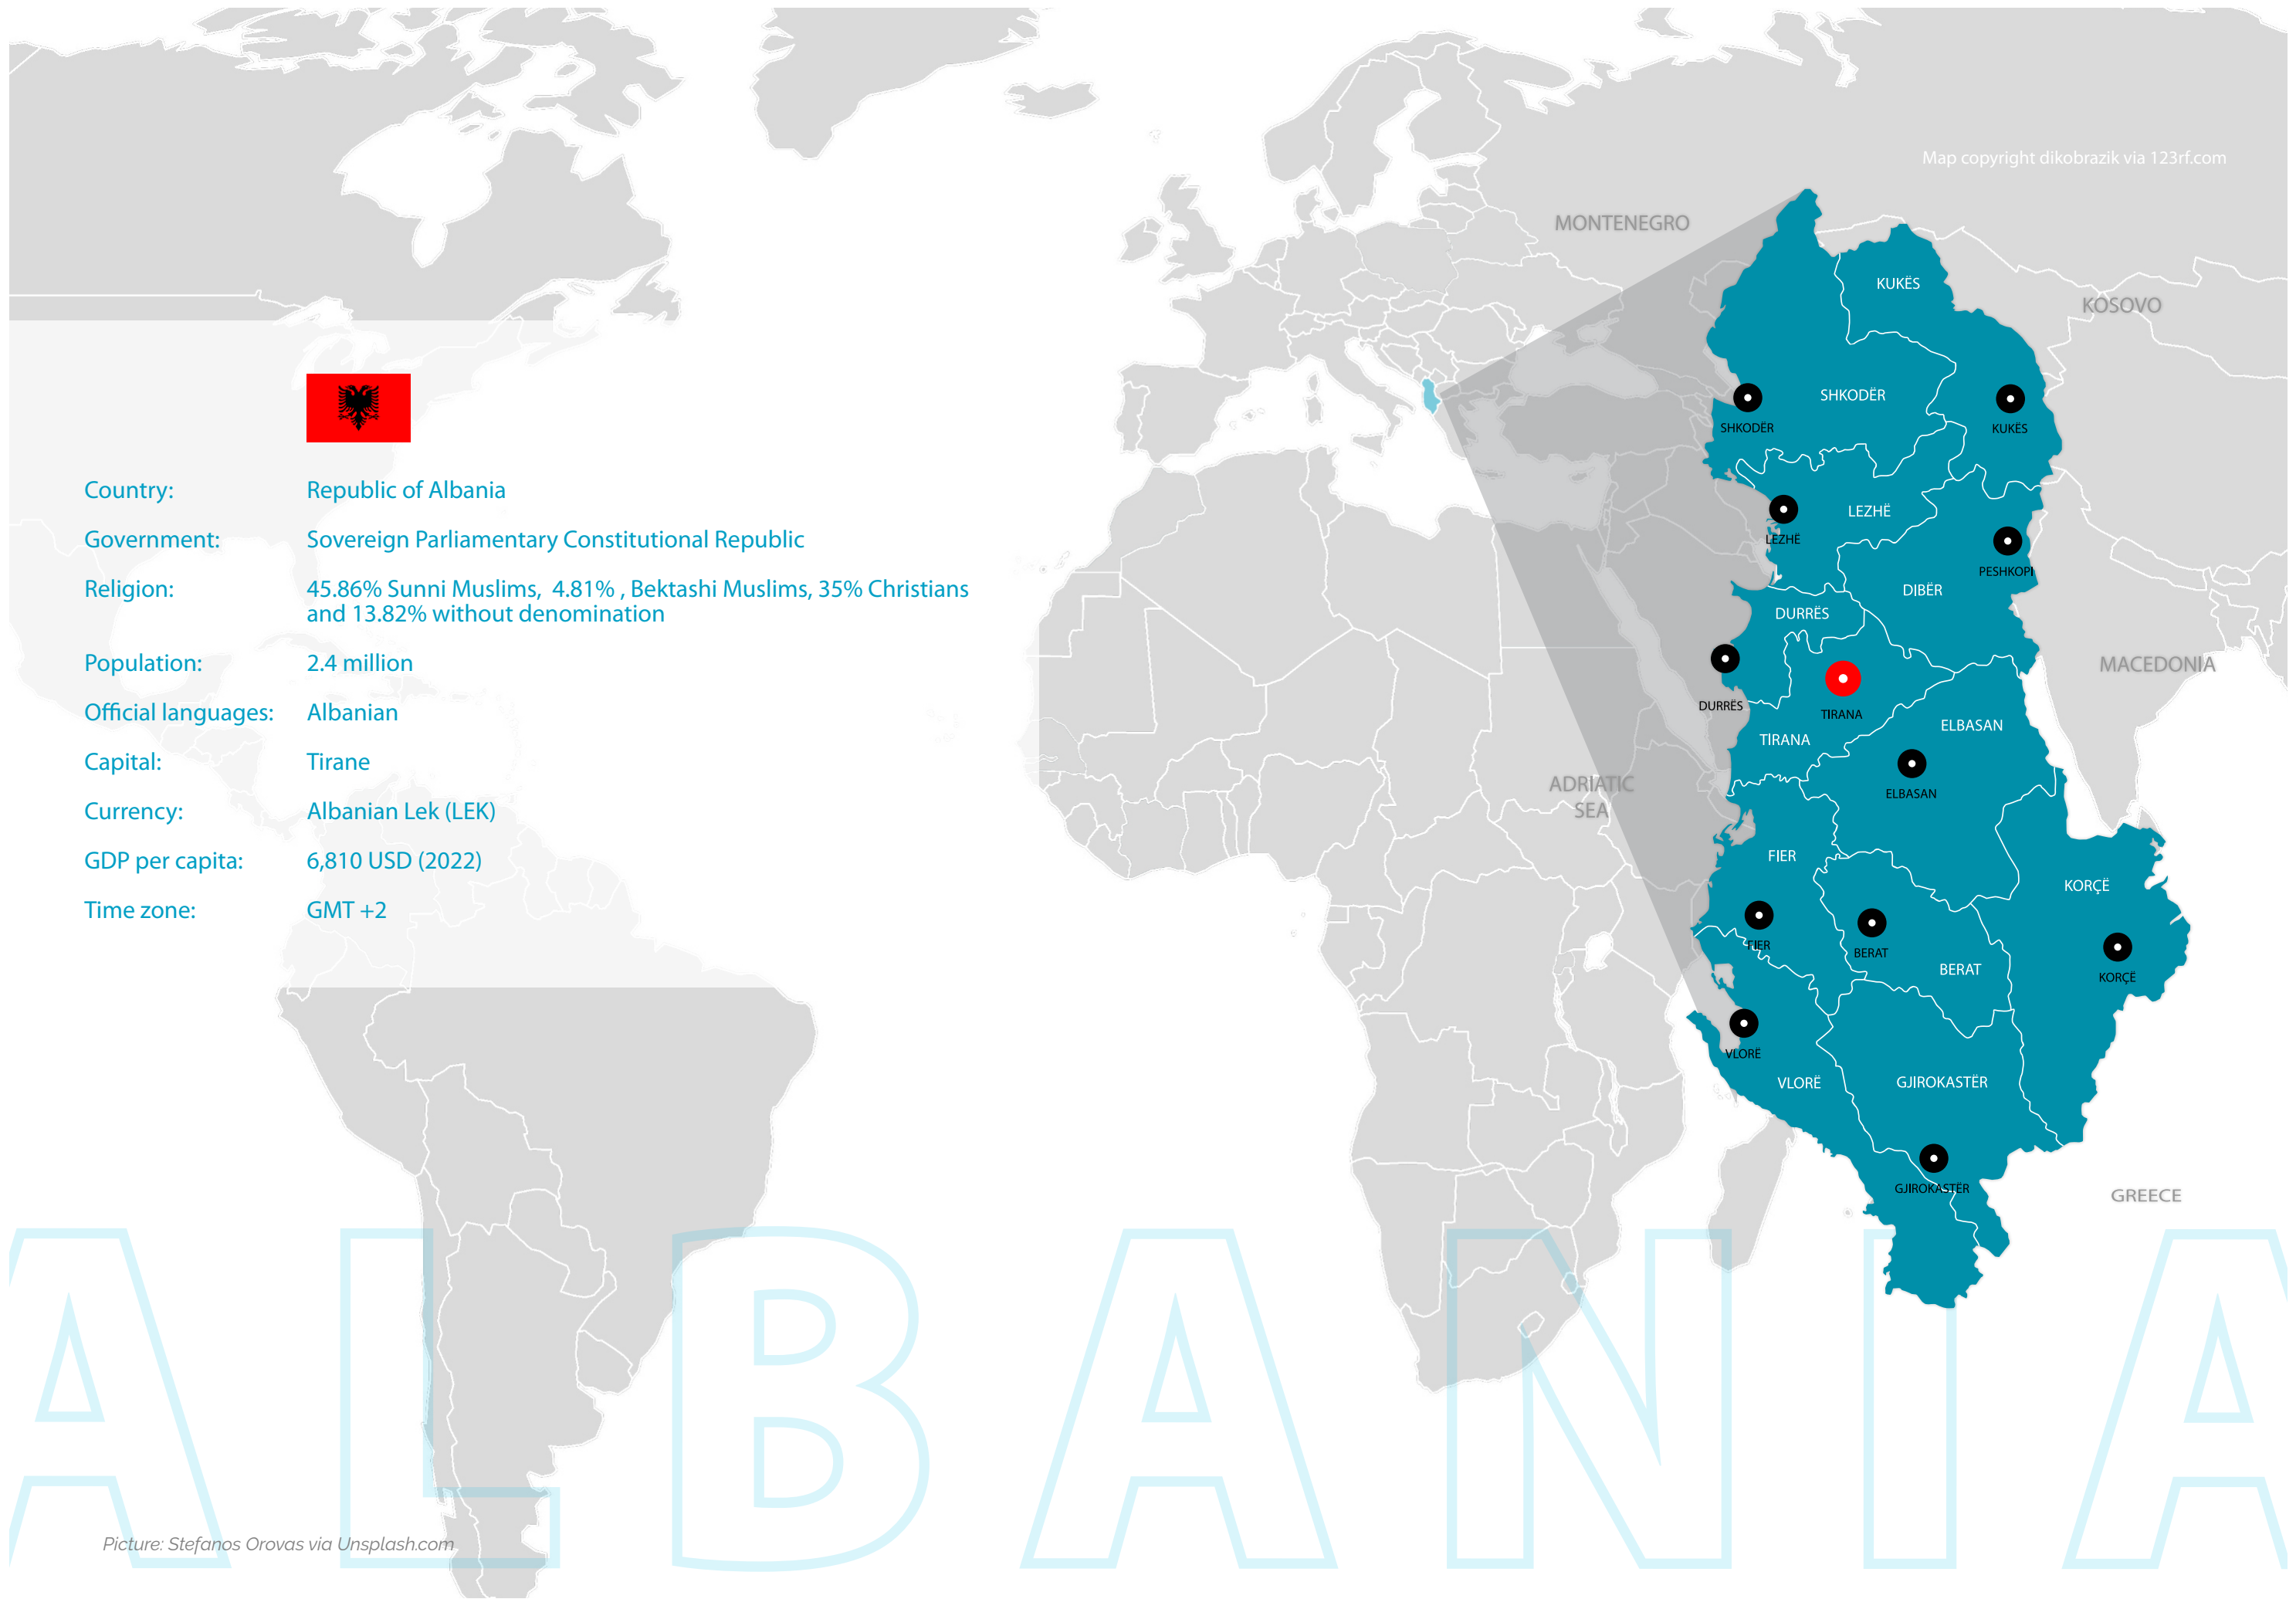 Map copyright dikobrazik via 123rf.com
MONTENEGRO
KUKËS
KOSOVO
SHKODËR
SHKODËR
KUKËS
Country: Republic of Albania
LEZHË
Government: Sovereign Parliamentary Constitutional Republic
LEZHË
PESHKOPI
Religion: 45.86% Sunni Muslims, 4.81% , Bektashi Muslims, 35% Christians
and 13.82% without denomination
DIBËR
DURRËS
Population: 2.4 million
MACEDONIA
DURRËS
Official languages: Albanian
TIRANA
ELBASAN
TIRANA
Capital: Tirane
ADRIATIC
SEA
ELBASAN
Currency: Albanian Lek (LEK)
FIER
GDP per capita: 6,810 USD (2022)
KORÇË
Time zone: GMT +2
FIER
BERAT
BERAT
KORÇË
VLORË
VLORË
GJIROKASTËR
GJIROKASTËR
GREECE
ALBANIA
Picture: Stefanos Orovas via Unsplash.com